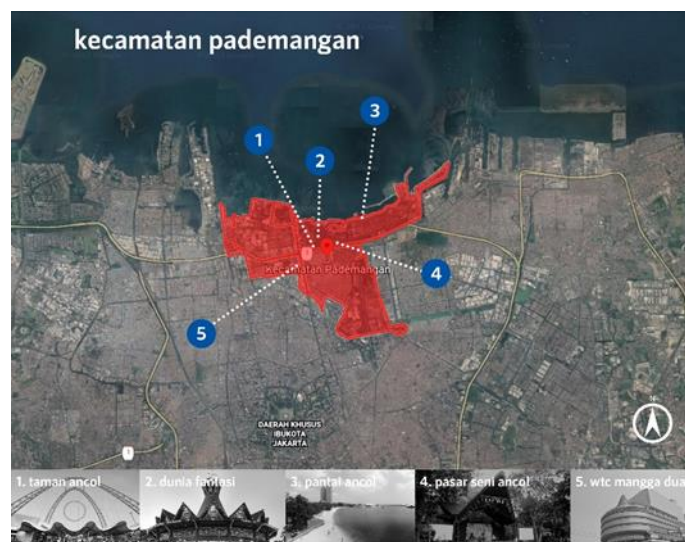 kecamatan pademangan
3
1
2
Kecamatan Pademangan
4
5
DAERAH KHUSUS
IBUKOTA
JAKARTA
1
1. taman ancol
2. dunia fantasi
3. pantai ancol
4. pasar seni ancol
5. wtc mangga dua